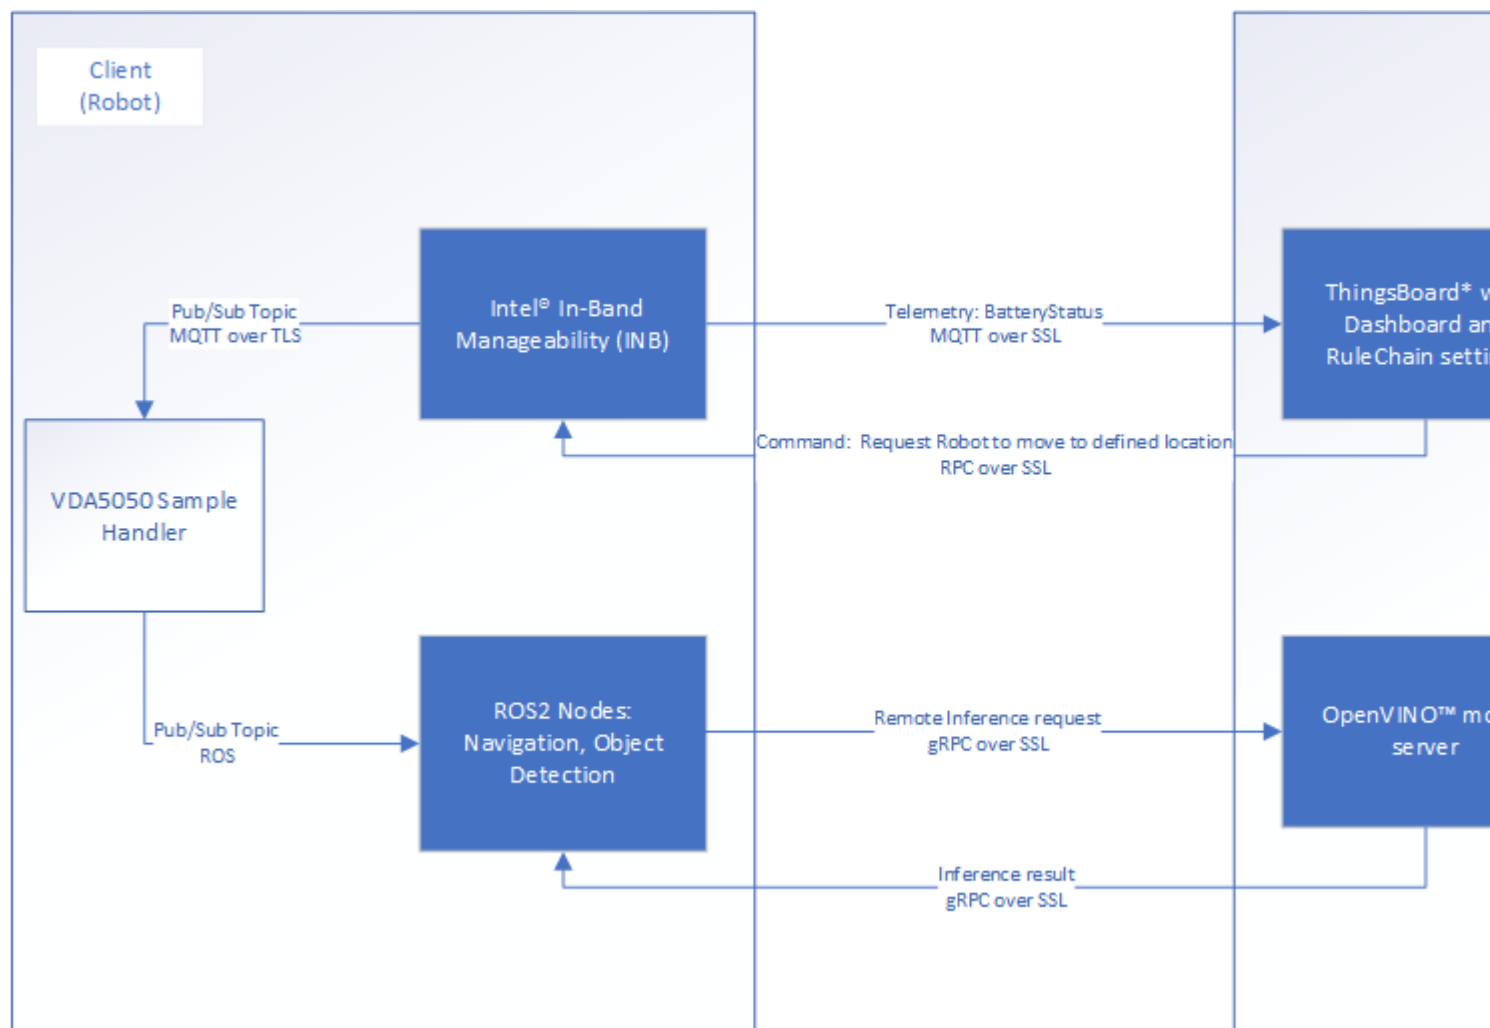 Client
(Robot)
Intel® In-Band
Manageability (INB)
Pub/Sub Topic
MQTT over TLS
Telemetry: BatteryStatus
MQTT over SSL
ThingsBoard*
Dashboard
RuleChain
Command: Request Robot to move to defined location
RPC over SSL
VDA5050 Sample
Handler
ROS2 Nodes:
Navigation, Object
Detection
Pub/Sub Topic
ROS
Remote Inference request
gRPC over SSL
OpenVINO™
server
Inference result
gRPC over SSL